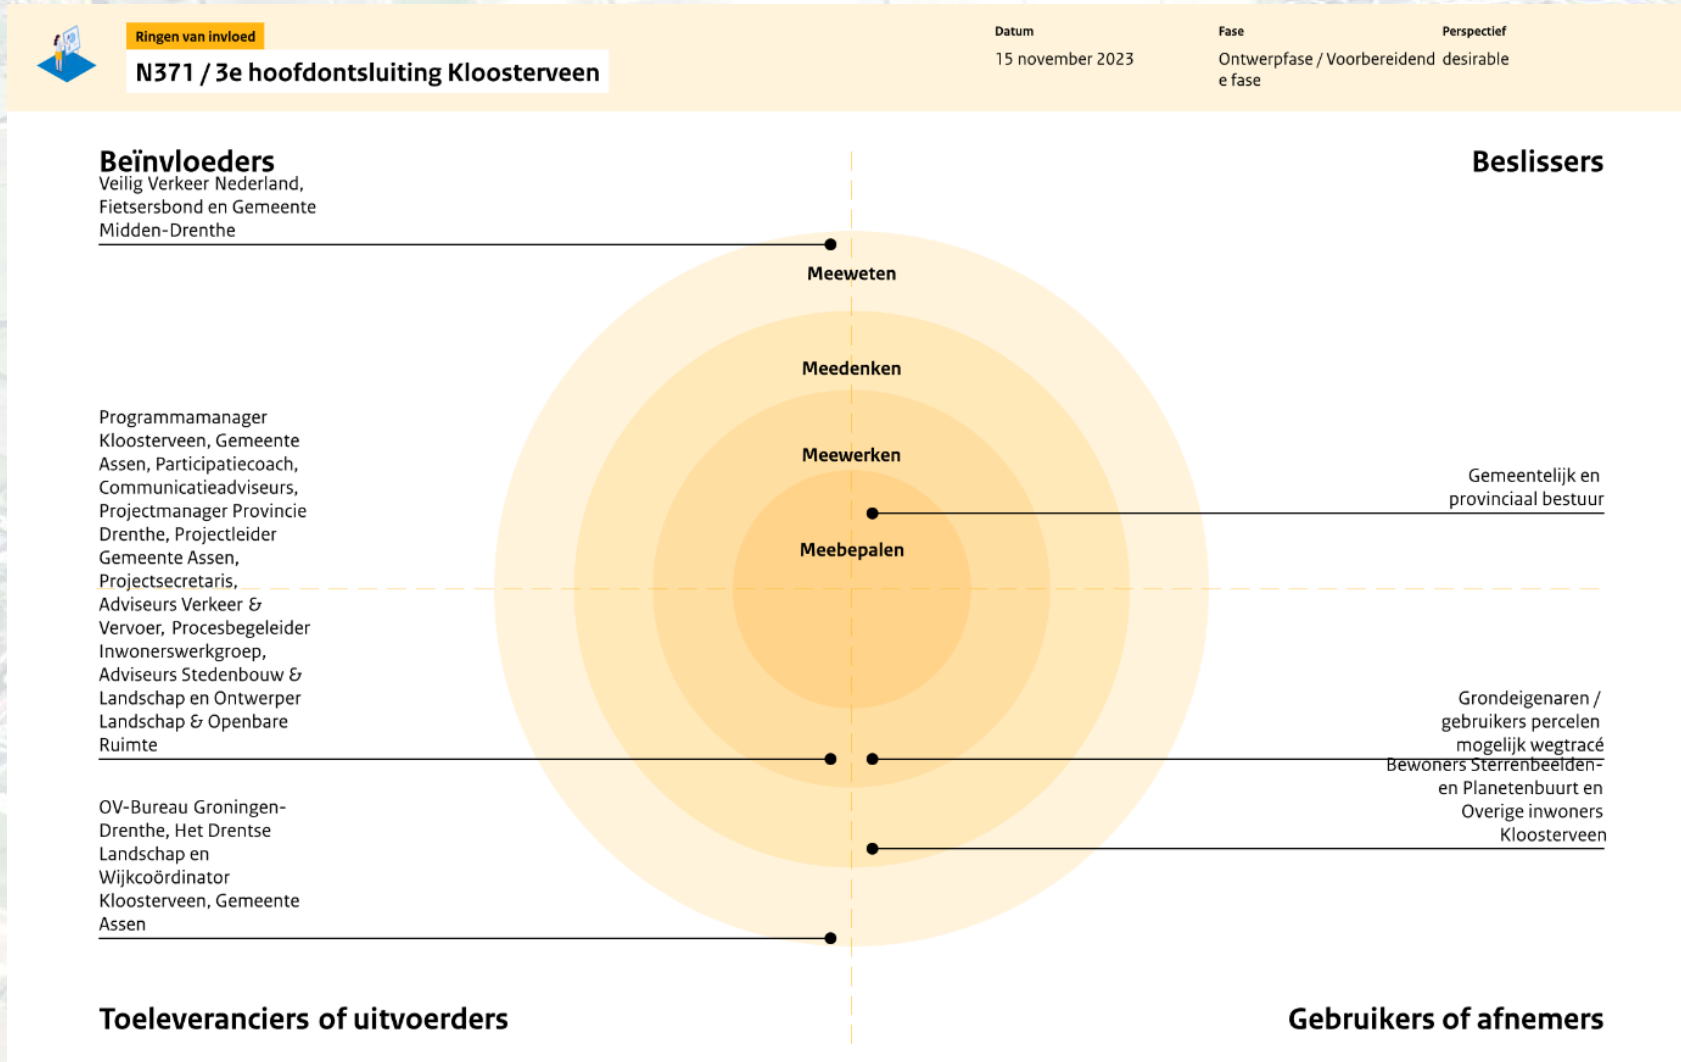 Ringen van invloed
N371 / 3e hoofdontsluiting Kloosterveen
Datum
15 november 2023
Fase
Ontwerpfase / Voorbereidend
e fase
Perspectief
desirable
Beïnvloeders
Veilig Verkeer Nederland,
Fietsersbond en Gemeente
Midden-Drenthe
Beslissers
Meeweten
Meedenken
Meewerken
Meebepalen
Gemeentelijk en
provinciaal bestuur
Programmamanager
Kloosterveen, Gemeente
Assen, Participatiecoach,
Communicatieadviseurs,
Projectmanager Provincie
Drenthe, Projectleider
Gemeente Assen,
Projectsecretaris,
Adviseurs Verkeer &
Vervoer, Procesbegeleider
Inwonerswerkgroep,
Adviseurs Stedenbouw &
Landschap en Ontwerper
Landschap & Openbare
Ruimte
Grondeigenaren /
gebruikers percelen
mogelijk wegtracé
Bewoners Sterrenbeelden-
en Planetenbuurt en
Overige inwoners
Kloosterveen
OV-Bureau Groningen-
Drenthe, Het Drentse
Landschap en
Wijkcoördinator
Kloosterveen, Gemeente
Assen
Toeleveranciers of uitvoerders
Gebruikers of afnemers